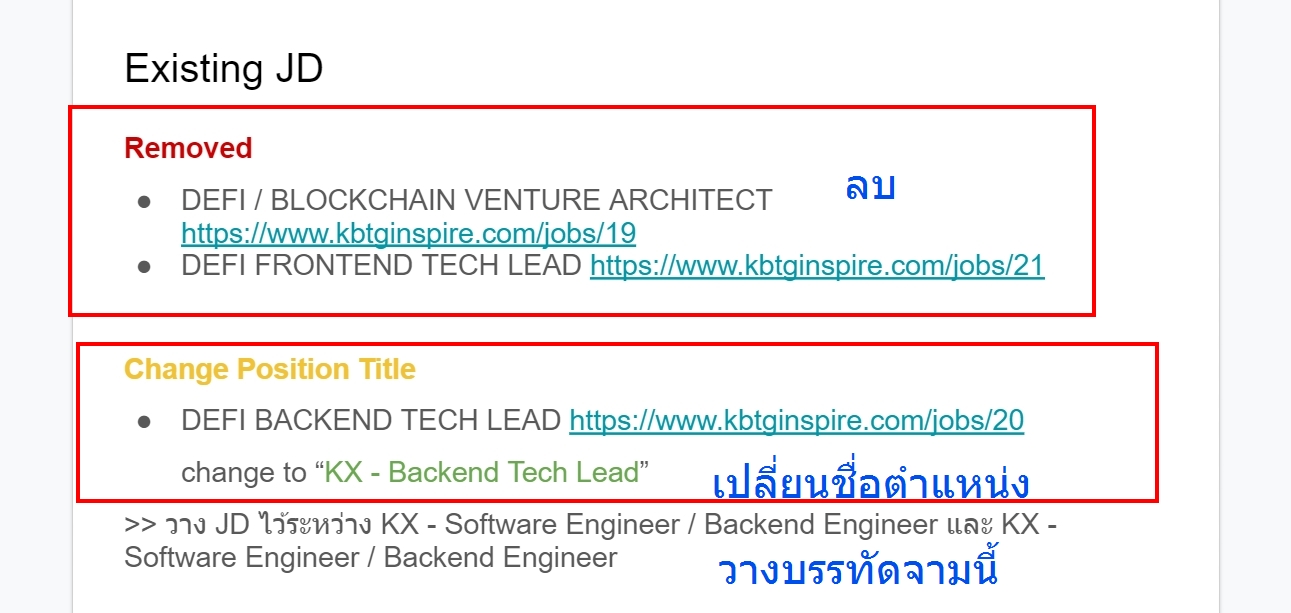 Existing JD
Removed
● DEFI / BLOCKCHAIN VENTURE ARCHITECT
ลบ
https://www.kbtginspire.com/jobs/19
● DEFI FRONTEND TECH LEAD https://www.kbtginspire.com/jobs/21
Change Position Title
● DEFI BACKEND TECH LEAD https://www.kbtginspire.com/jobs/20
change to “KX - Backend Tech Lead”
เปลี่ยนชื่อตำแหน่ง
>> วาง JD ไว้ระหว่าง KX - Software Engineer / Backend Engineer และ KX -
Software Engineer / Backend Engineer
วางบรรทัดจามนี้